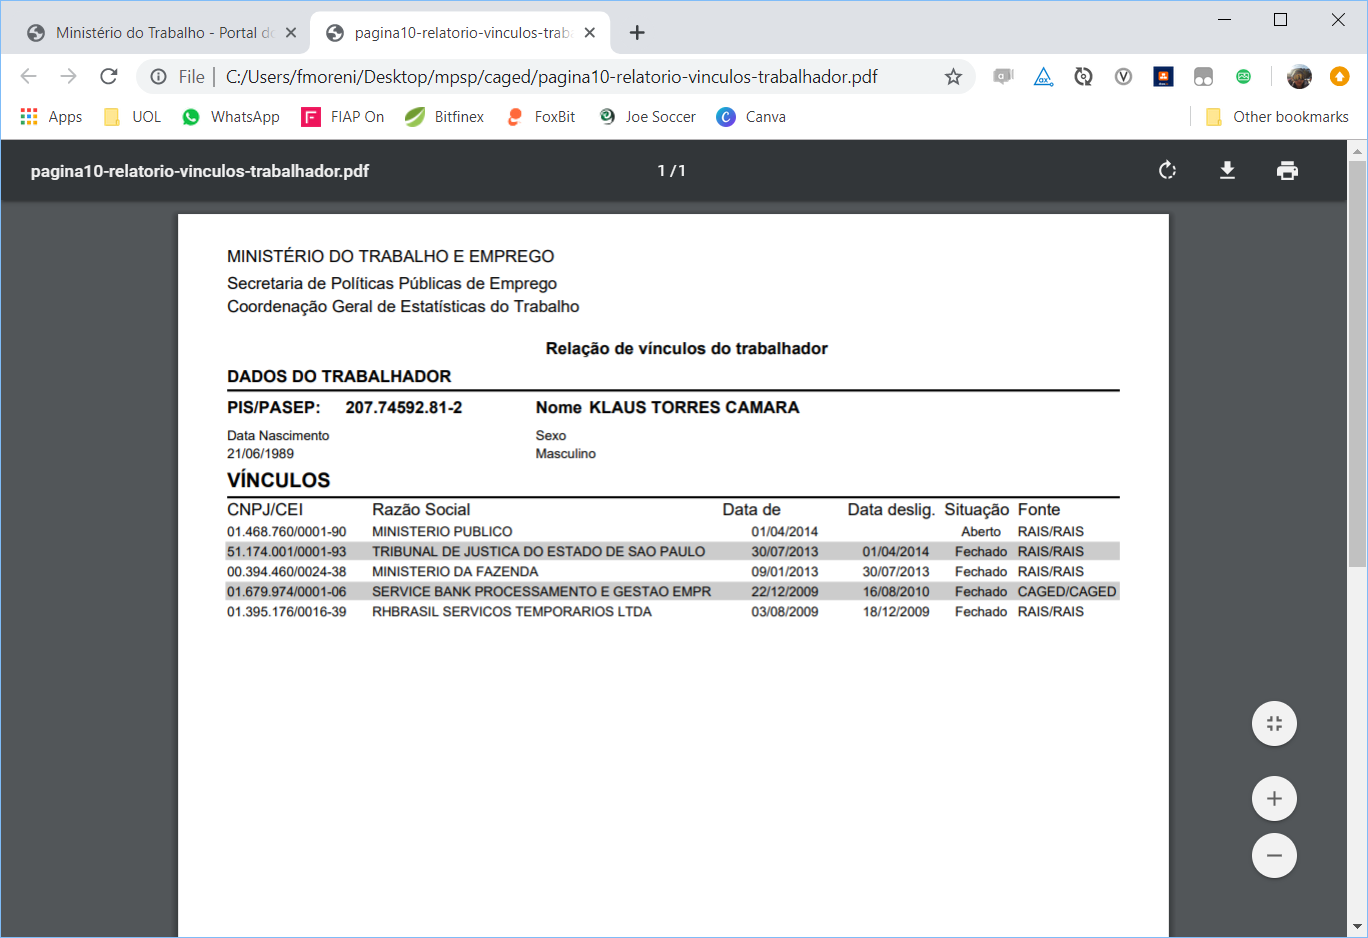 Ministério do Trabalho - Portal do
pagina10-relatorio-vinculos-trab
File
C:/Users/fmoreni/Desktop/mpsp/caged/pagina10-relatorio-vinculos-trabalhador.pdf
Apps UOL WhatsApp FIAP On Bitfinex FoxBit Joe Soccer Canva Other bookmarks
pagina10-relatorio-vinculos-trabalhador.pdf 1 / 1
MINISTÉRIO DO TRABALHO E EMPREGO
Secretaria de Políticas Públicas de Emprego
Coordenação Geral de Estatísticas do Trabalho
Relação de vínculos do trabalhador
DADOS DO TRABALHADOR
PIS/PASEP: 207.74592.81-2 Nome KLAUS TORRES CAMARA
Data Nascimento Sexo
21/06/1989 Masculino
VÍNCULOS
CNPJ/CEI Razão Social Data de Data deslig. Situação Fonte
01.468.760/0001-90 MINISTERIO PUBLICO 01/04/2014 Aberto RAIS/RAIS
51.174.001/0001-93 TRIBUNAL DE JUSTICA DO ESTADO DE SAO PAULO 30/07/2013 01/04/2014 Fechado RAIS/RAIS
00.394.460/0024-38 MINISTERIO DA FAZENDA 09/01/2013 30/07/2013 Fechado RAIS/RAIS
01.679.974/0001-06 SERVICE BANK PROCESSAMENTO E GESTAO EMPR 22/12/2009 16/08/2010 Fechado CAGED/CAGED
01.395.176/0016-39 RHBRASIL SERVICOS TEMPORARIOS LTDA 03/08/2009 18/12/2009 Fechado RAIS/RAIS